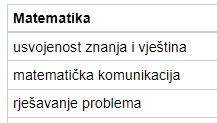 Matematika
usvojenost znanja i vještina
matematička komunikacija
rješavanje problema